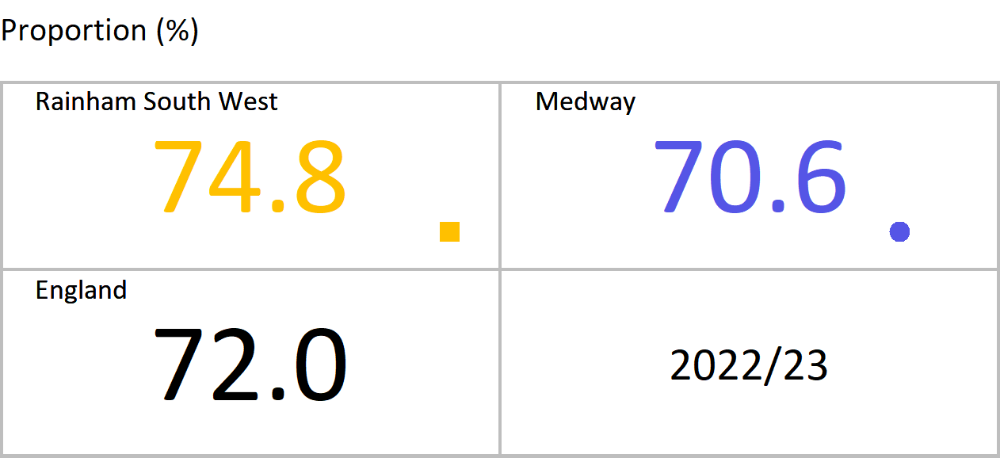 Proportion (%)
Rainham South West
74.8
Medway
70.6
England
72.0
2022/23